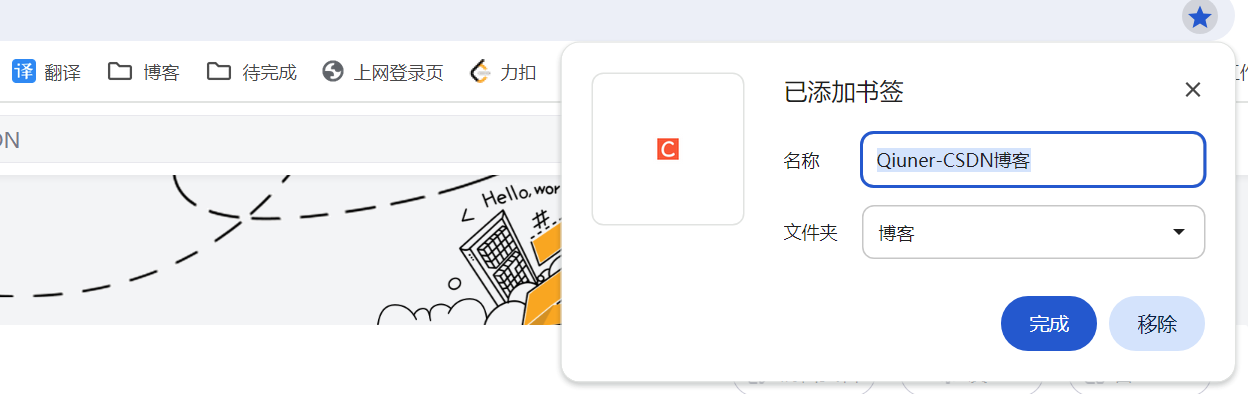 译 翻译 博客 待完成 上网登录页 力扣
已添加书签
DN
C
名称 Qiuner-CSDN博客
Hello, wor
#
文件夹 博客
完成 移除